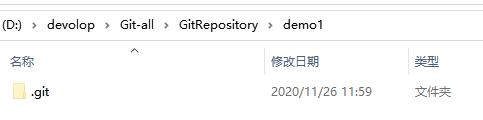 (D:) > devolop > Git-all > GitRepository > demo1
名称 修改日期 类型
.git 2020/11/26 11:59 文件夹